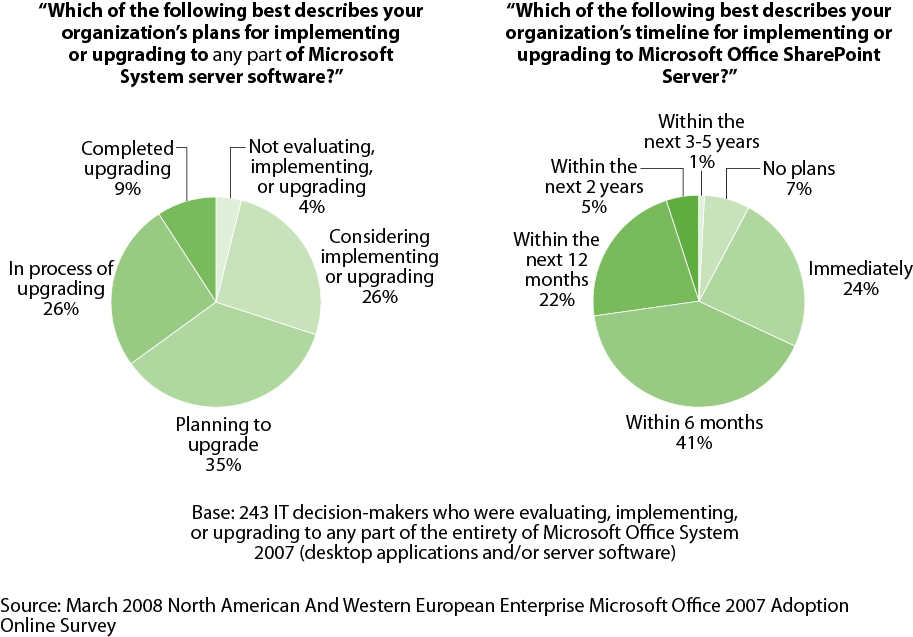 “Which of the following best describes your
organization’s plans for implementing
or upgrading to any part of Microsoft
System server software?”
Completed
upgrading
9%
Not evaluating,
implementing,
or upgrading
4%
Considering
implementing
or upgrading
26%
In process of
upgrading
26%
Planning to
upgrade
35%
“Which of the following best describes your
organization’s timeline for implementing or
upgrading to Microsoft Office SharePoint
Server?”
Within the
next 3-5 years
1%
Within the
next 2 years
5%
No plans
7%
Within the
next 12
months
22%
Immediately
24%
Within 6 months
41%
Base: 243 IT decision-makers who were evaluating, implementing,
or upgrading to any part of the entirety of Microsoft Office System
2007 (desktop applications and/or server software)
Source: March 2008 North American And Western European Enterprise Microsoft Office 2007 Adoption
Online Survey